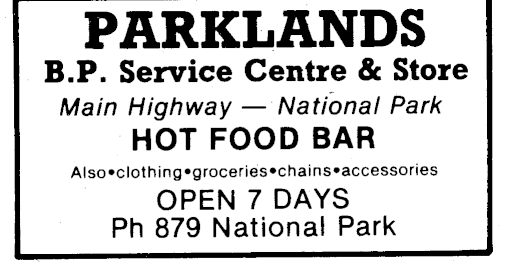 PARKLANDS
B.P. Service Centre & Store
Main Highway — National Park
HOT FOOD BAR
Also•clothing•groceries•chains•accessories
OPEN 7 DAYS
Ph 879 National Park